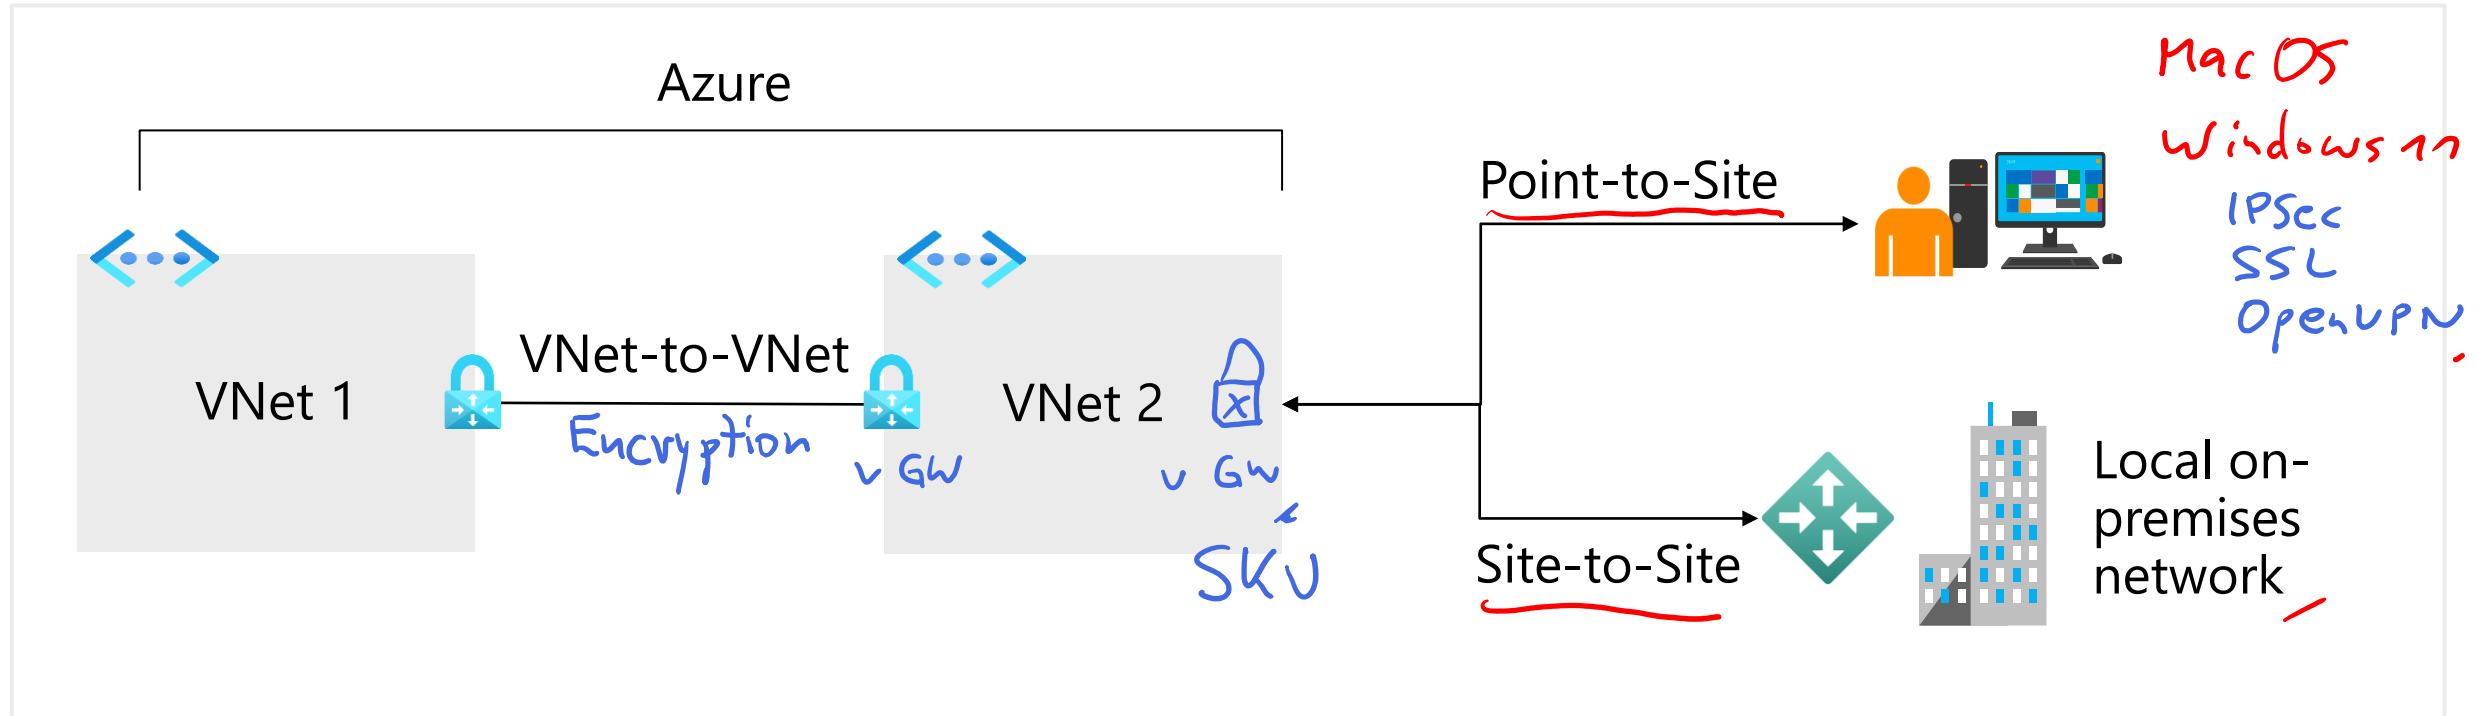 Azure
Mac OS
Windows 11
Point-to-Site
IPSec
SSL
OpenVPN
VNet-to-VNet
VNet 1
VNet 2
Encryption
v GW
v GW
SKU
Site-to-Site
Local on-
premises
network